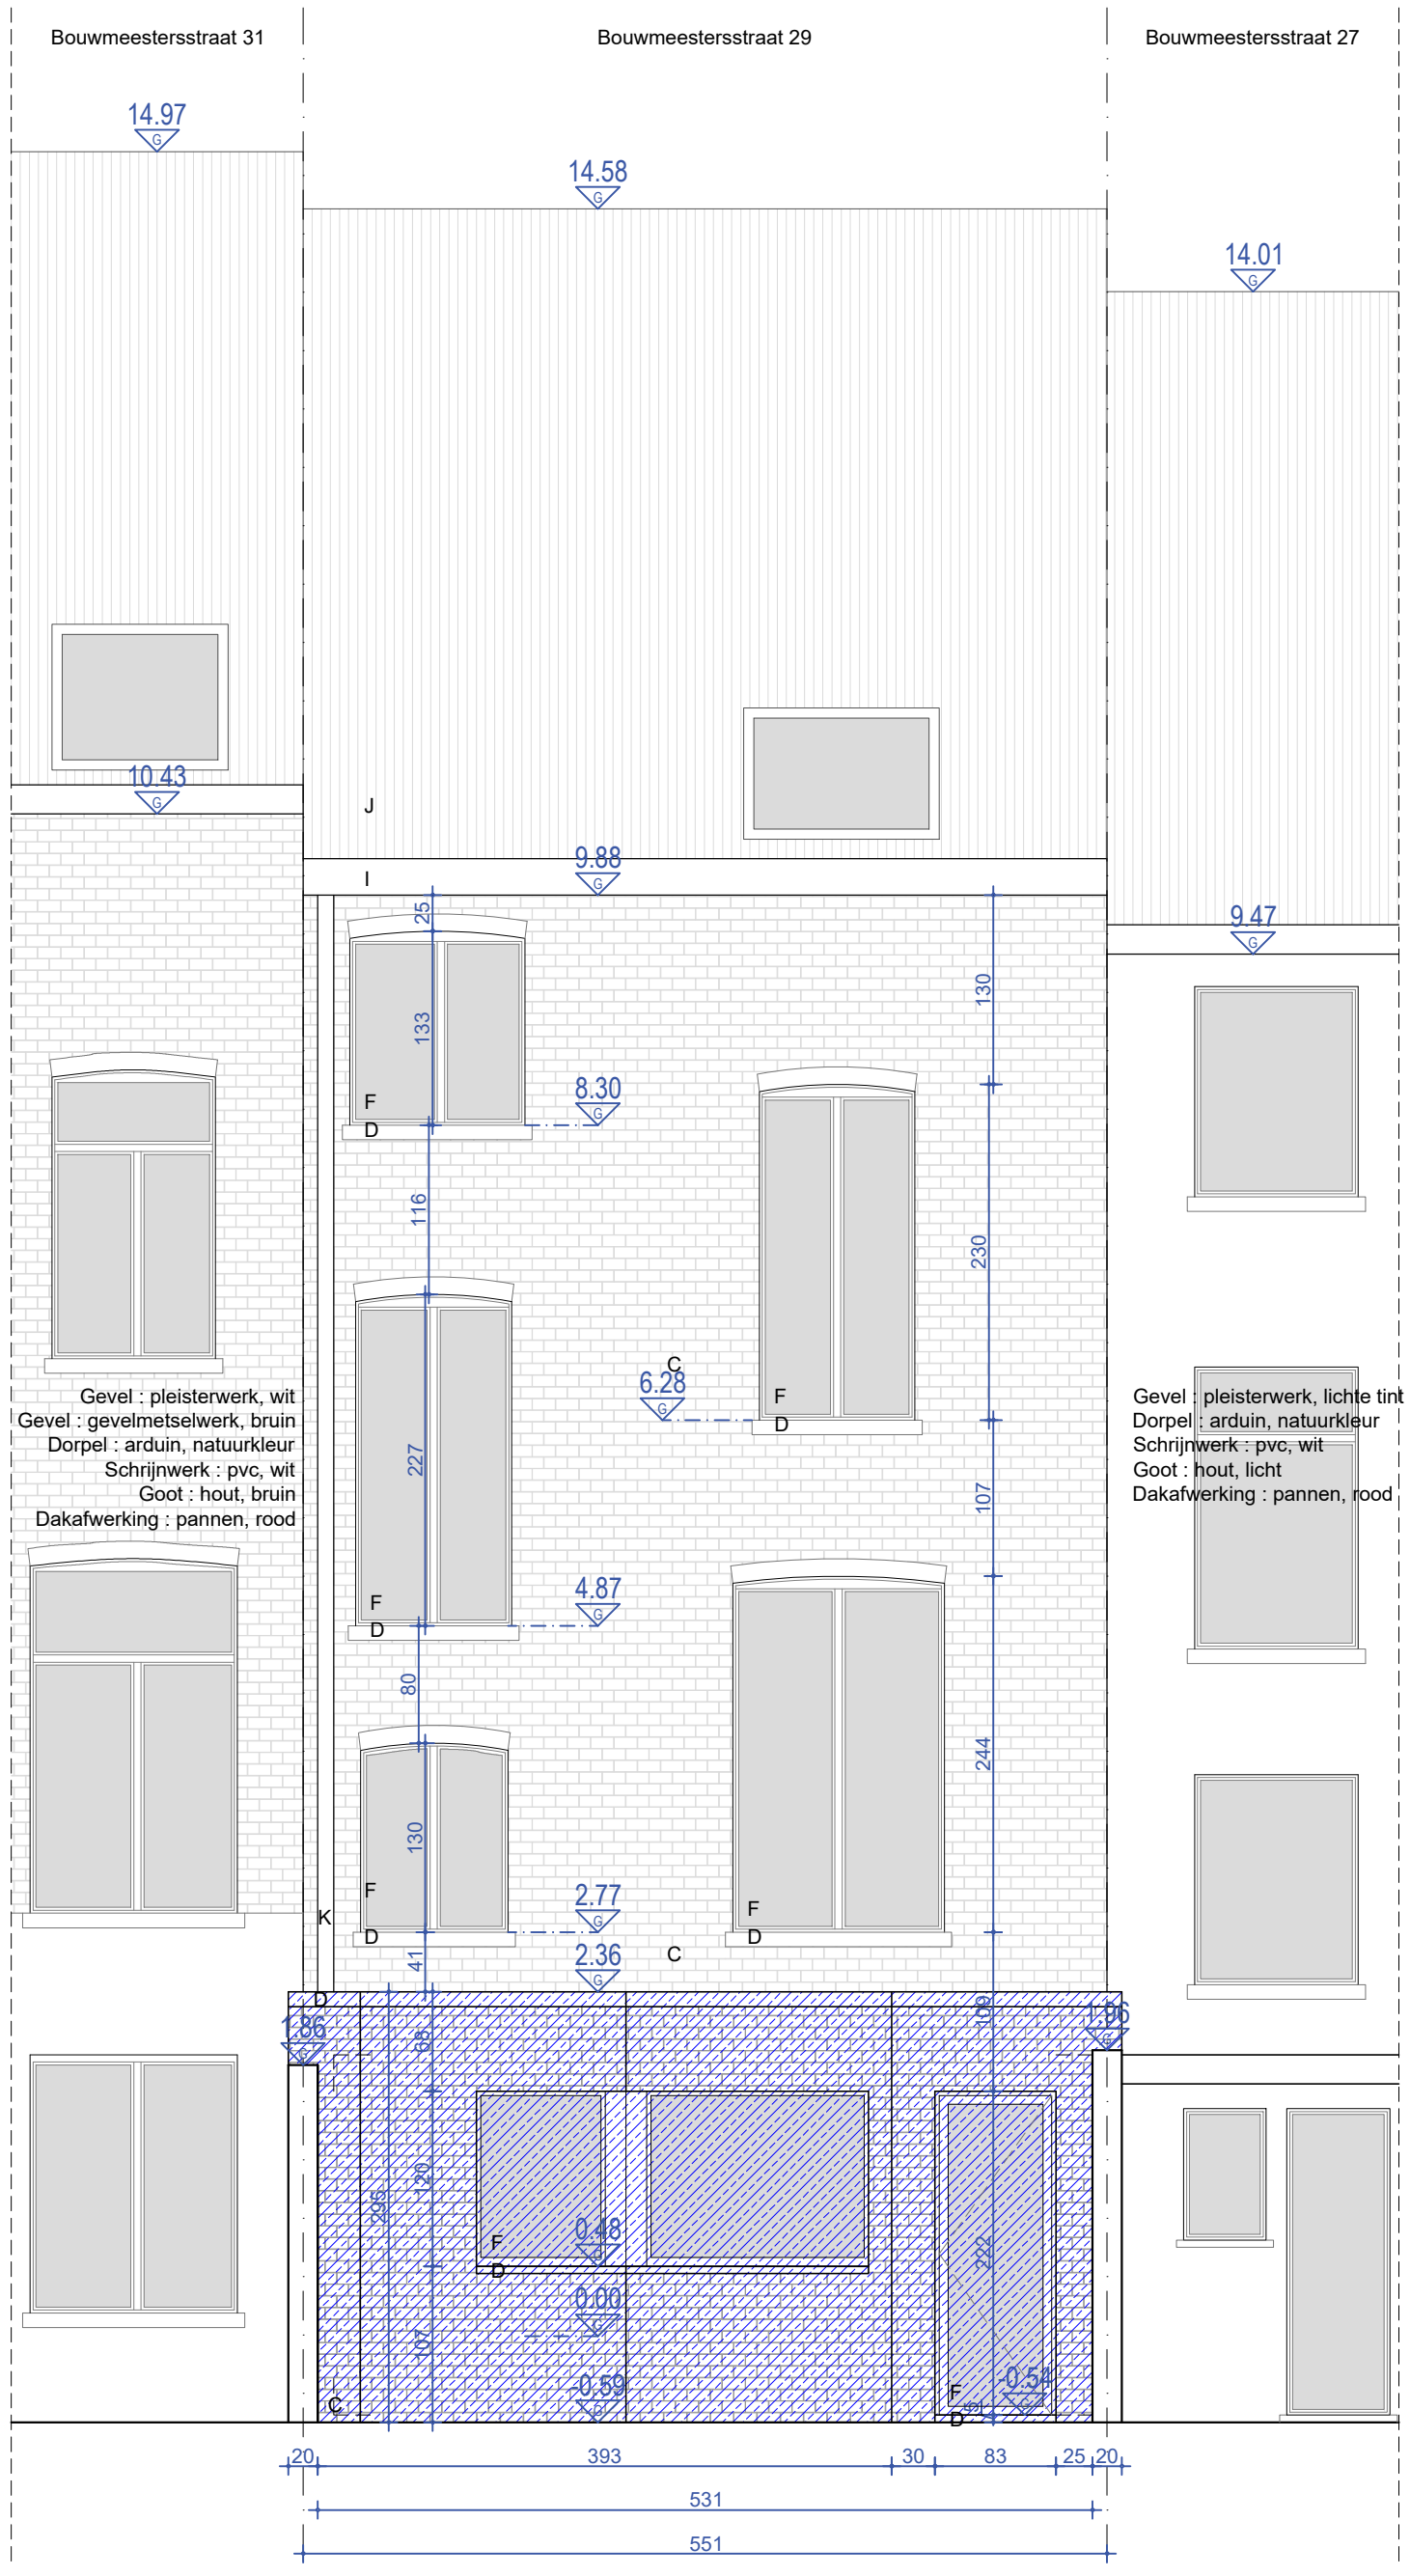 Bouwmeestersstraat 31
Bouwmeestersstraat 29
Bouwmeestersstraat 27
14.97
G
14.58
G
14.01
G
10.43
G
J
9.88
G
I
9.47
G
25
133
130
F
D
8.30
G
116
230
C
6.28
G
F
D
Gevel : pleisterwerk, wit
Gevel : gevelmetselwerk, bruin
Dorpel : arduin, natuurkleur
Schrijnwerk : pvc, wit
Goot : hout, bruin
Dakafwerking : pannen, rood
Gevel : pleisterwerk, lichte tint
Dorpel : arduin, natuurkleur
Schrijnwerk : pvc, wit
Goot : hout, licht
Dakafwerking : pannen, rood
227
107
F
D
4.87
G
80
244
130
F
D
K
2.77
G
F
D
41
C
2.36
G
D
109
1.86
G
1.96
G
68
120
295
222
F
D
0.48
G
0.00
G
107
-0.59
G
-0.54
G
C
F
D
5
20
393
30
83
25
20
531
551